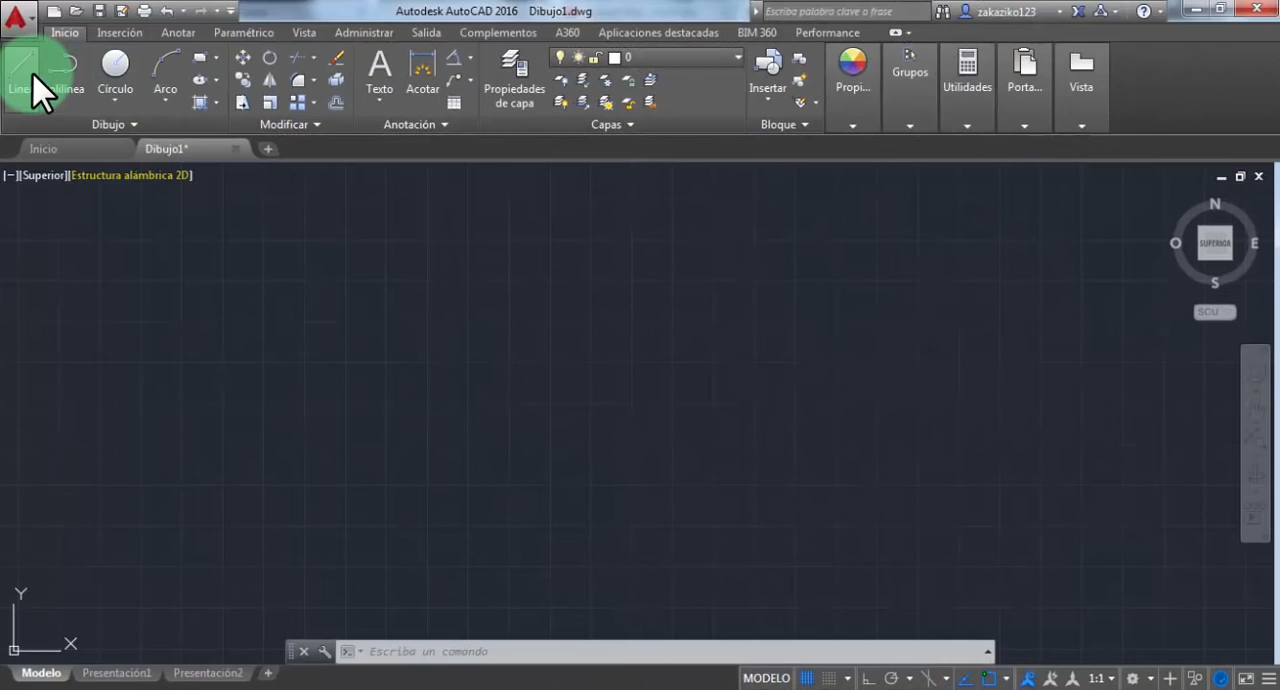 Autodesk AutoCAD 2016 Dibujo1.dwg Escriba palabra clave o frase zakaziko123
Inicio Inserción Anotar Paramétrico Vista Administrar Salida Complementos A360 Aplicaciones destacadas BIM 360 Performance
0
Círculo Arco Texto Acotar Propiedades de capa Insertar Propi... Grupos Utilidades Porta... Vista
Dibujo Modificar Anotación Capas Bloque
Inicio Dibujo1*
[−][Superior][Estructura alámbrica 2D]
N
O SUPERIOR E
S
SCU
Y
X
Escriba un comando
Modelo Presentación1 Presentación2
MODELO 1:1